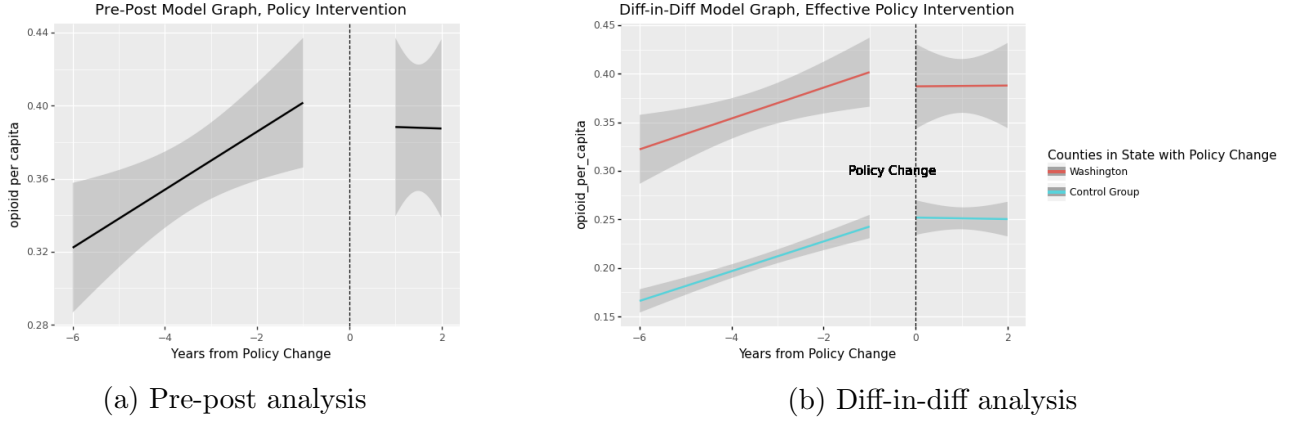 Pre-Post Model Graph, Policy Intervention
0.44
0.40
0.36
0.32
0.28
opioid per capita
−6
−4
−2
0
2
Years from Policy Change
(a) Pre-post analysis
Diff-in-Diff Model Graph, Effective Policy Intervention
0.45
0.40
0.35
0.30
0.25
0.20
0.15
opioid_per_capita
Policy Change
−6
−4
−2
0
2
Years from Policy Change
Counties in State with Policy Change
Washington
Control Group
(b) Diff-in-diff analysis